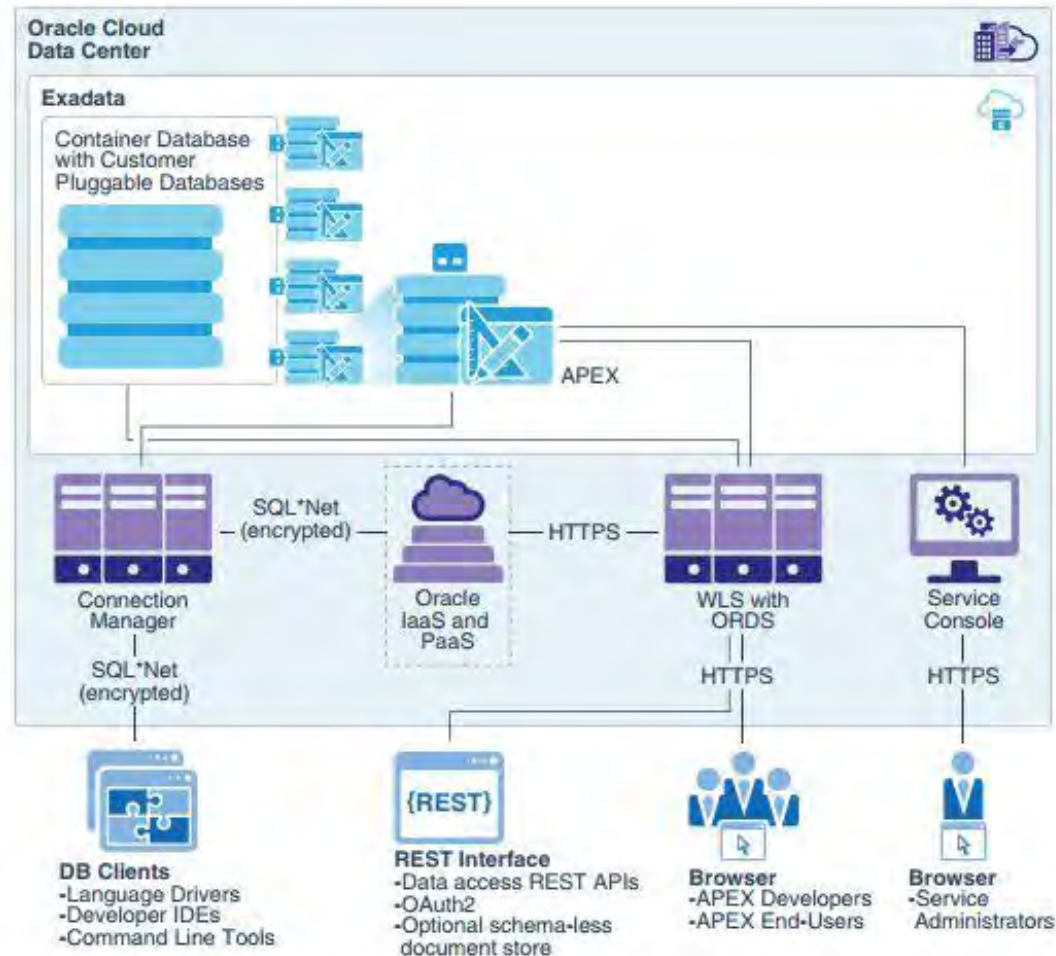 Oracle Cloud
Data Center
Exadata
Container Database
with Customer
Pluggable Databases
APEX
SQL*Net
(encrypted)
HTTPS
Connection
Manager
Oracle
IaaS and
PaaS
WLS with
ORDS
Service
Console
SQL*Net
(encrypted)
HTTPS
HTTPS
{REST}
DB Clients
-Language Drivers
-Developer IDEs
-Command Line Tools
REST Interface
-Data access REST APIs
-OAuth2
-Optional schema-less
document store
Browser
-APEX Developers
-APEX End-Users
Browser
-Service
Administrators